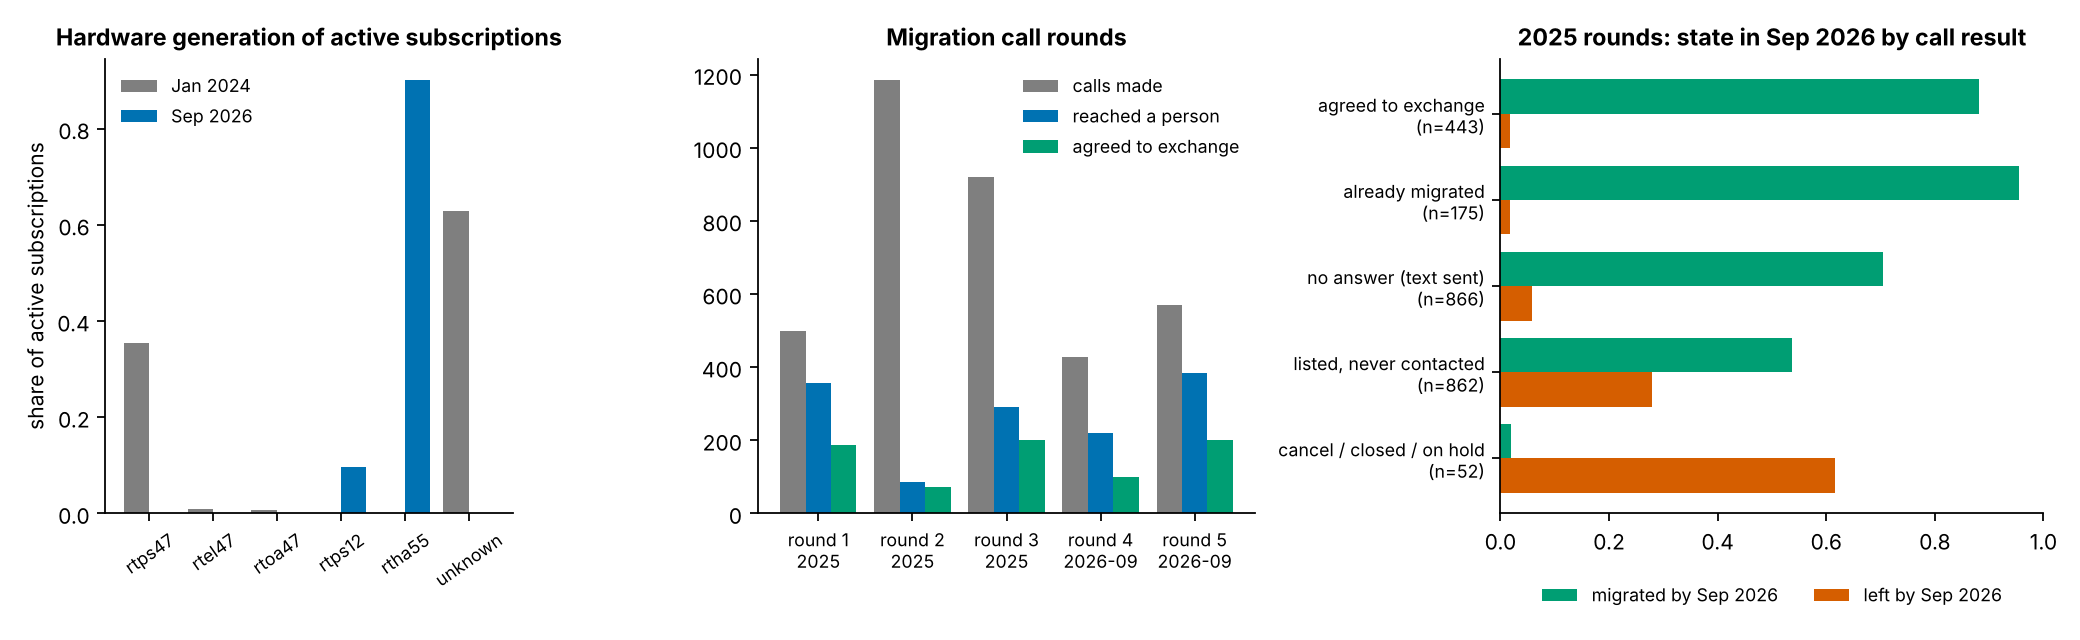 Hardware generation of active subscriptions
Jan 2024
Sep 2026
share of active subscriptions
0.8
0.6
0.4
0.2
0.0
rtps47
rtel47
rtoa47
rtps12
rtha55
unknown
Migration call rounds
calls made
reached a person
agreed to exchange
1200
1000
800
600
400
200
0
round 1
2025
round 2
2025
round 3
2025
round 4
2026-09
round 5
2026-09
2025 rounds: state in Sep 2026 by call result
agreed to exchange
(n=443)
already migrated
(n=175)
no answer (text sent)
(n=866)
listed, never contacted
(n=862)
cancel / closed / on hold
(n=52)
0.0
0.2
0.4
0.6
0.8
1.0
migrated by Sep 2026
left by Sep 2026